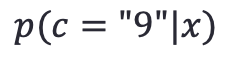 p(c = "9"|x)